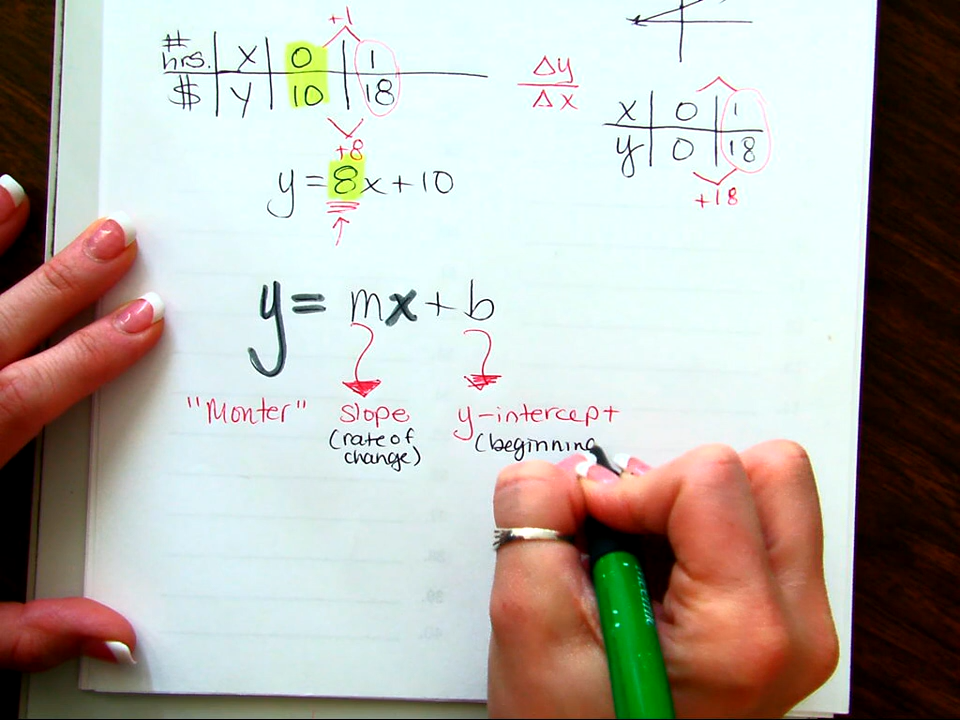 +1
# hrs. | x | 0 | 1
$ | y | 10 | 18
+8
y = 8x + 10
Δy
Δx
x | 0 | 1
y | 0 | 18
+18
y = mx + b
"Monter" slope y-intercept
(rate of (beginning
change)